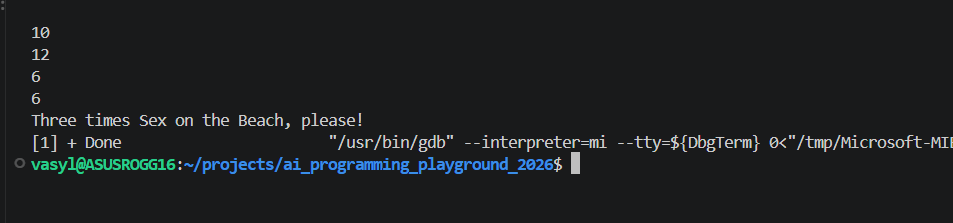 10
12
6
6
Three times Sex on the Beach, please!
[1] + Done "/usr/bin/gdb" --interpreter=mi --tty=${DbgTerm} 0<"/tmp/Microsoft-MIE
vasyl@ASUSROGG16:~/projects/ai_programming_playground_2026$